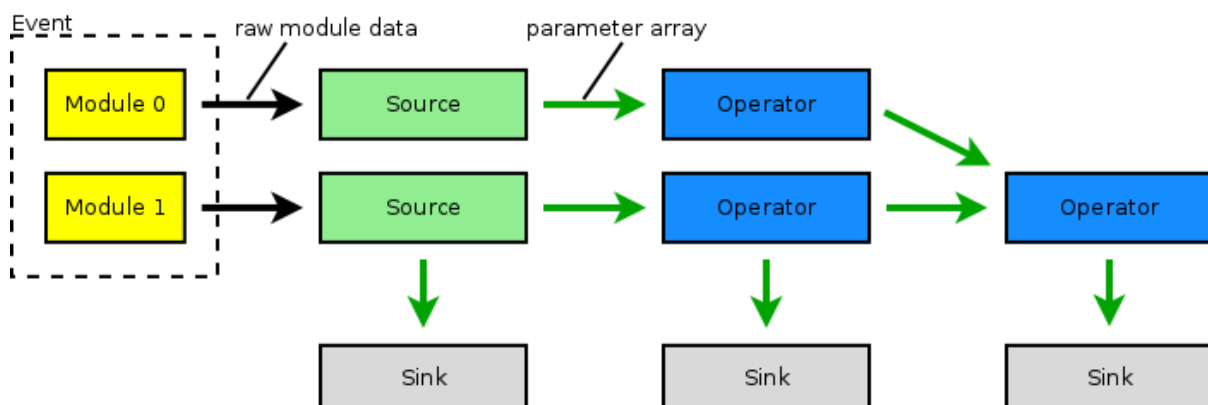 Event
raw module data
parameter array
Module 0
Source
Operator
Module 1
Source
Operator
Operator
Sink
Sink
Sink